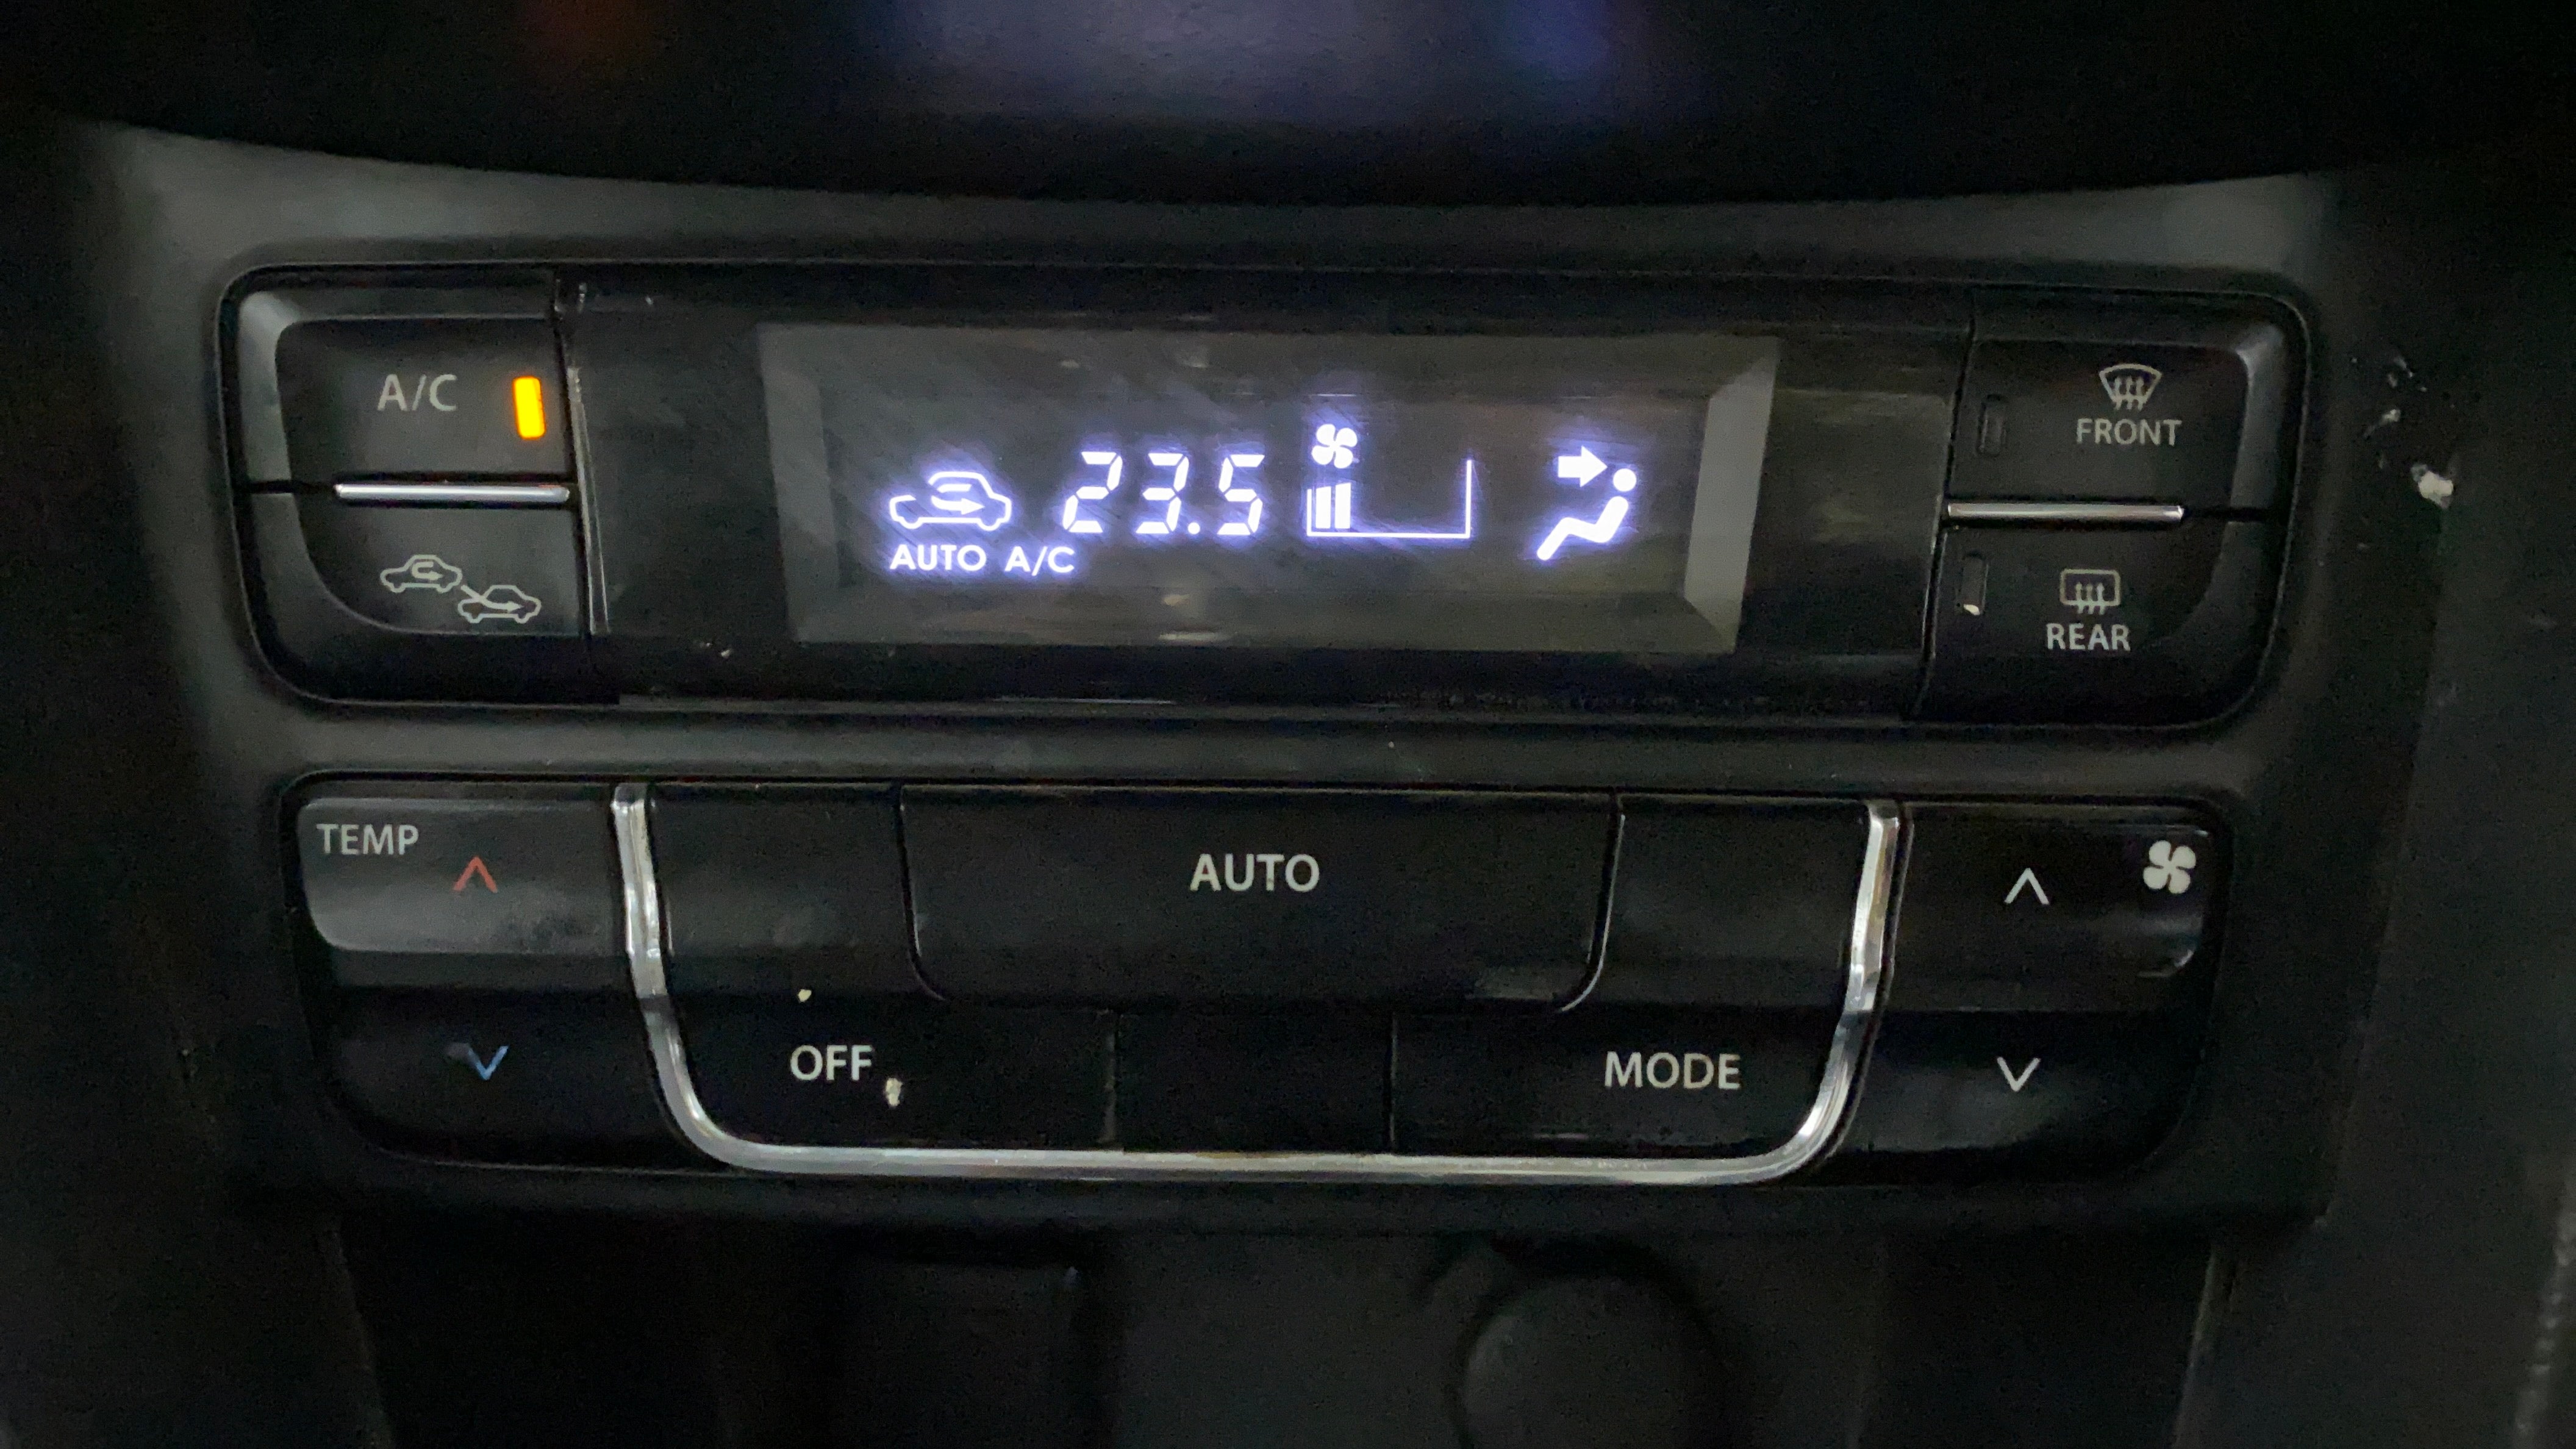 A/C
23.5
AUTO A/C
FRONT
REAR
TEMP
AUTO
OFF
MODE